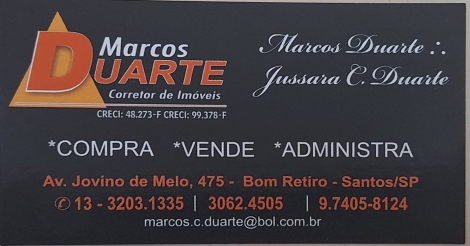 Marcos
DUARTE
Corretor de Imóveis
CRECI: 48.273-F CRECI: 99.378-F
Marcos Duarte ∴
Jussara C. Duarte
*COMPRA *VENDE *ADMINISTRA
Av. Jovino de Melo, 475 - Bom Retiro - Santos/SP
✆ 13 - 3203.1335 | 3062.4505 | 9.7405-8124
marcos.c.duarte@bol.com.br